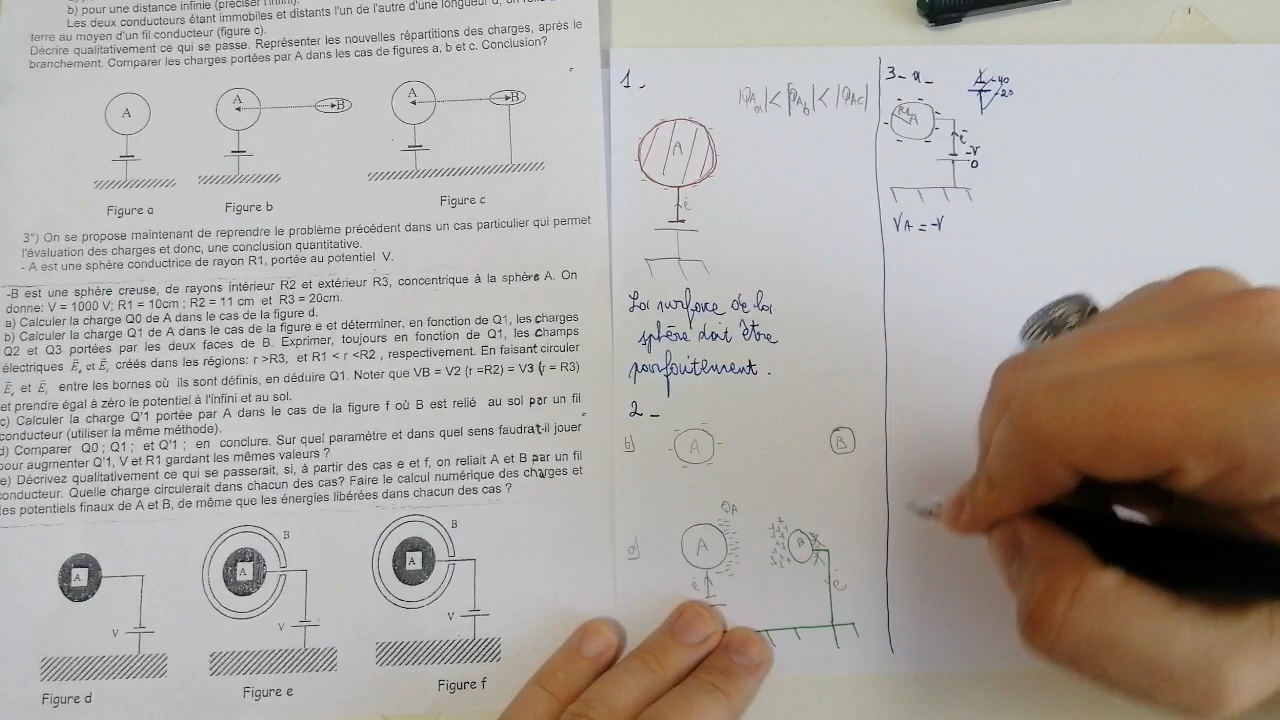 b) pour une distance infinie (préciser l'infini).
Les deux conducteurs étant immobiles et distants l'un de l'autre d'une longueur d,
terre au moyen d'un fil conducteur (figure c).
Décrire qualitativement ce qui se passe. Représenter les nouvelles répartitions des charges, après le
branchement. Comparer les charges portées par A dans les cas de figures a, b et c. Conclusion?
A
A
B
A
B
Figure a
Figure b
Figure c
3°) On se propose maintenant de reprendre le problème précédent dans un cas particulier qui permet
l'évaluation des charges et donc, une conclusion quantitative.
- A est une sphère conductrice de rayon R1, portée au potentiel V.
-B est une sphère creuse, de rayons intérieur R2 et extérieur R3, concentrique à la sphère A. On
donne: V = 1000 V; R1 = 10cm ; R2 = 11 cm et R3 = 20cm.
a) Calculer la charge Q0 de A dans le cas de la figure d.
b) Calculer la charge Q1 de A dans le cas de la figure e et déterminer, en fonction de Q1, les charges
Q2 et Q3 portées par les deux faces de B. Exprimer, toujours en fonction de Q1, les champs
électriques Ee et Ei créés dans les régions: r >R3, et R1 < r <R2 , respectivement. En faisant circuler
Ee et Ei entre les bornes où ils sont définis, en déduire Q1. Noter que VB = V2 (r =R2) = V3 (r = R3)
et prendre égal à zéro le potentiel à l'infini et au sol.
c) Calculer la charge Q'1 portée par A dans le cas de la figure f où B est relié au sol par un fil
conducteur (utiliser la même méthode).
d) Comparer Q0 ; Q1 ; et Q'1 ; en conclure. Sur quel paramètre et dans quel sens faudrait-il jouer
pour augmenter Q'1, V et R1 gardant les mêmes valeurs ?
e) Décrivez qualitativement ce qui se passerait, si, à partir des cas e et f, on reliait A et B par un fil
conducteur. Quelle charge circulerait dans chacun des cas? Faire le calcul numérique des charges et
les potentiels finaux de A et B, de même que les énergies libérées dans chacun des cas ?
A
V
A
B
V
A
B
V
Figure d
Figure e
Figure f
1.
|QAa| < |QAb| < |QAc|
A
e
La surface de la
sphère doit être
parfaitement .
2 -
b)
A
B
QA
A
B
e
e
3 - a -
40
20
A
e
-V
0
VA = -V